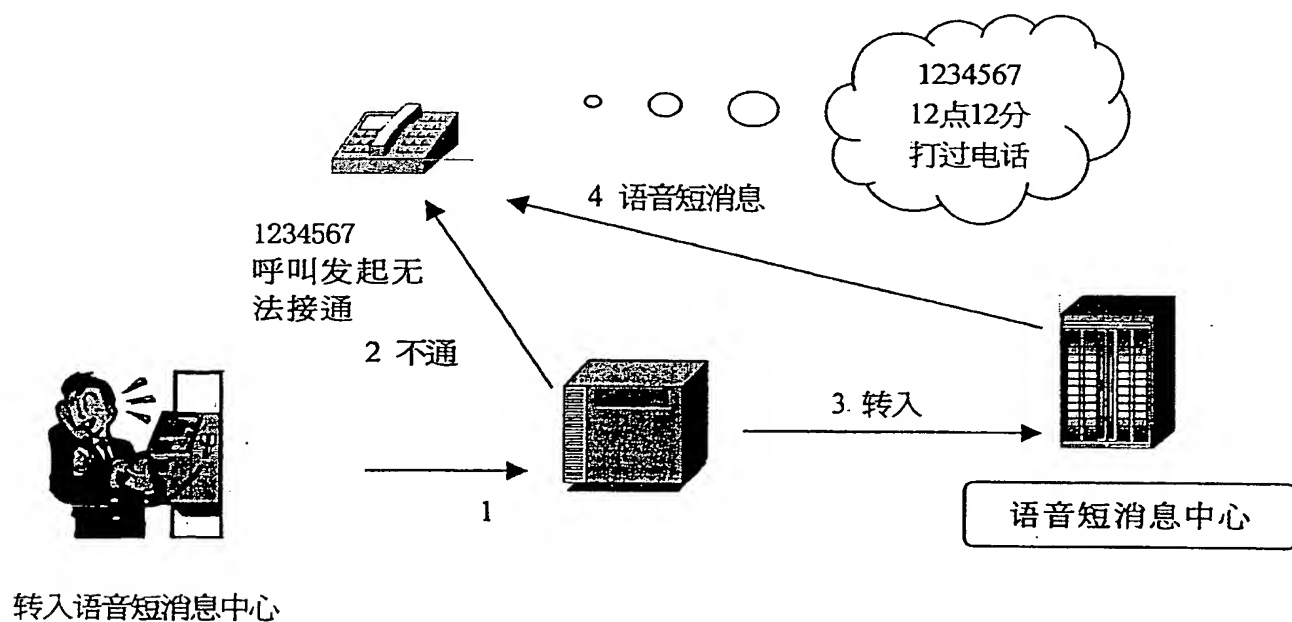 1234567
12点12分
打过电话
4 语音短消息
1234567
呼叫发起无
法接通
2 不通
3. 转入
1
语音短消息中心
转入语音短消息中心